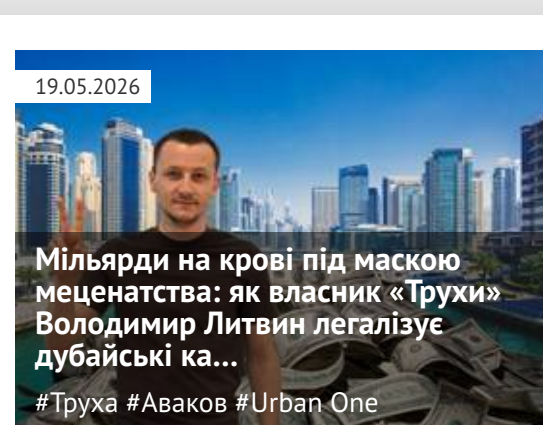 19.05.2026
Мільярди на крові під маскою
меценатства: як власник «Трухи»
Володимир Литвин легалізує
дубайські ка...
#Труха #Аваков #Urban One